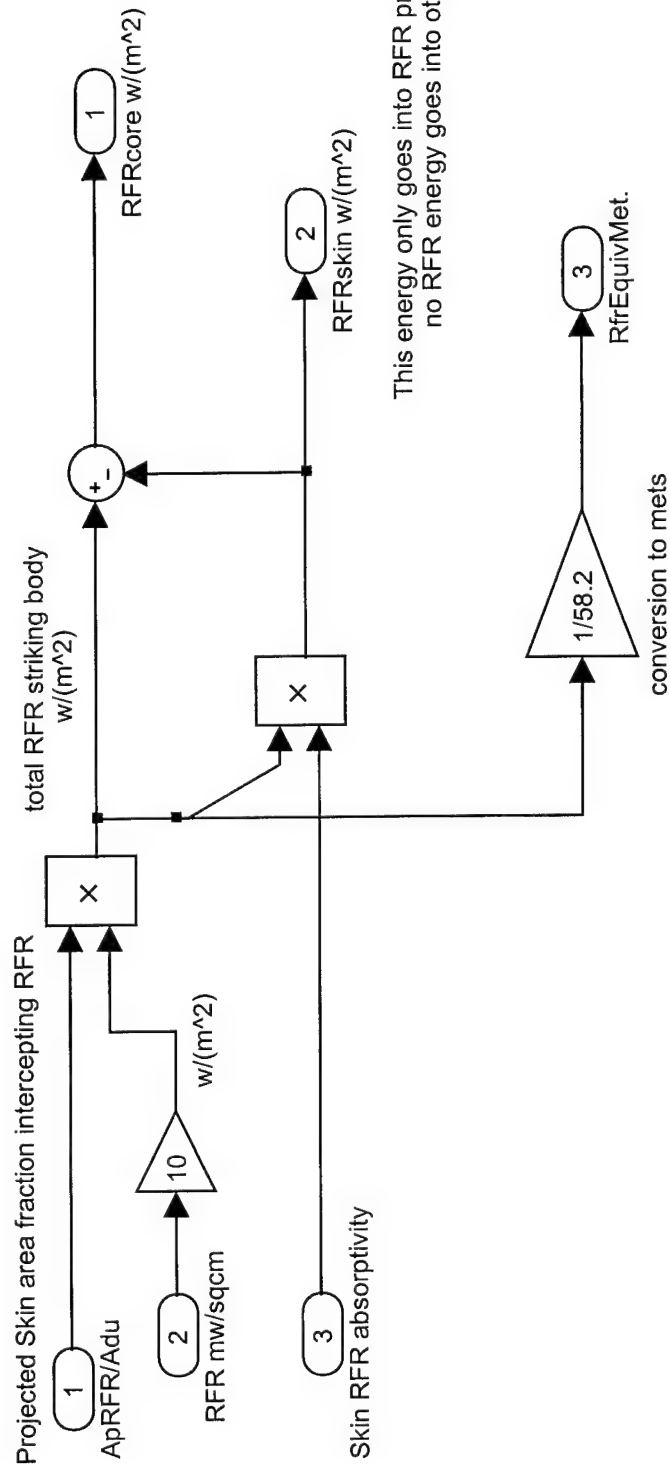 Projected Skin area fraction intercepting RFR
1
ApRFR/Adu
2
RFR mw/sqcm
10
w/(m^2)
3
Skin RFR absorptivity
×
total RFR striking body
w/(m^2)
×
+
-
1
RFRcore w/(m^2)
2
RFRskin w/(m^2)
This energy only goes into RFR
no RFR energy goes into
1/58.2
conversion to mets
3
RfrEquivMet.